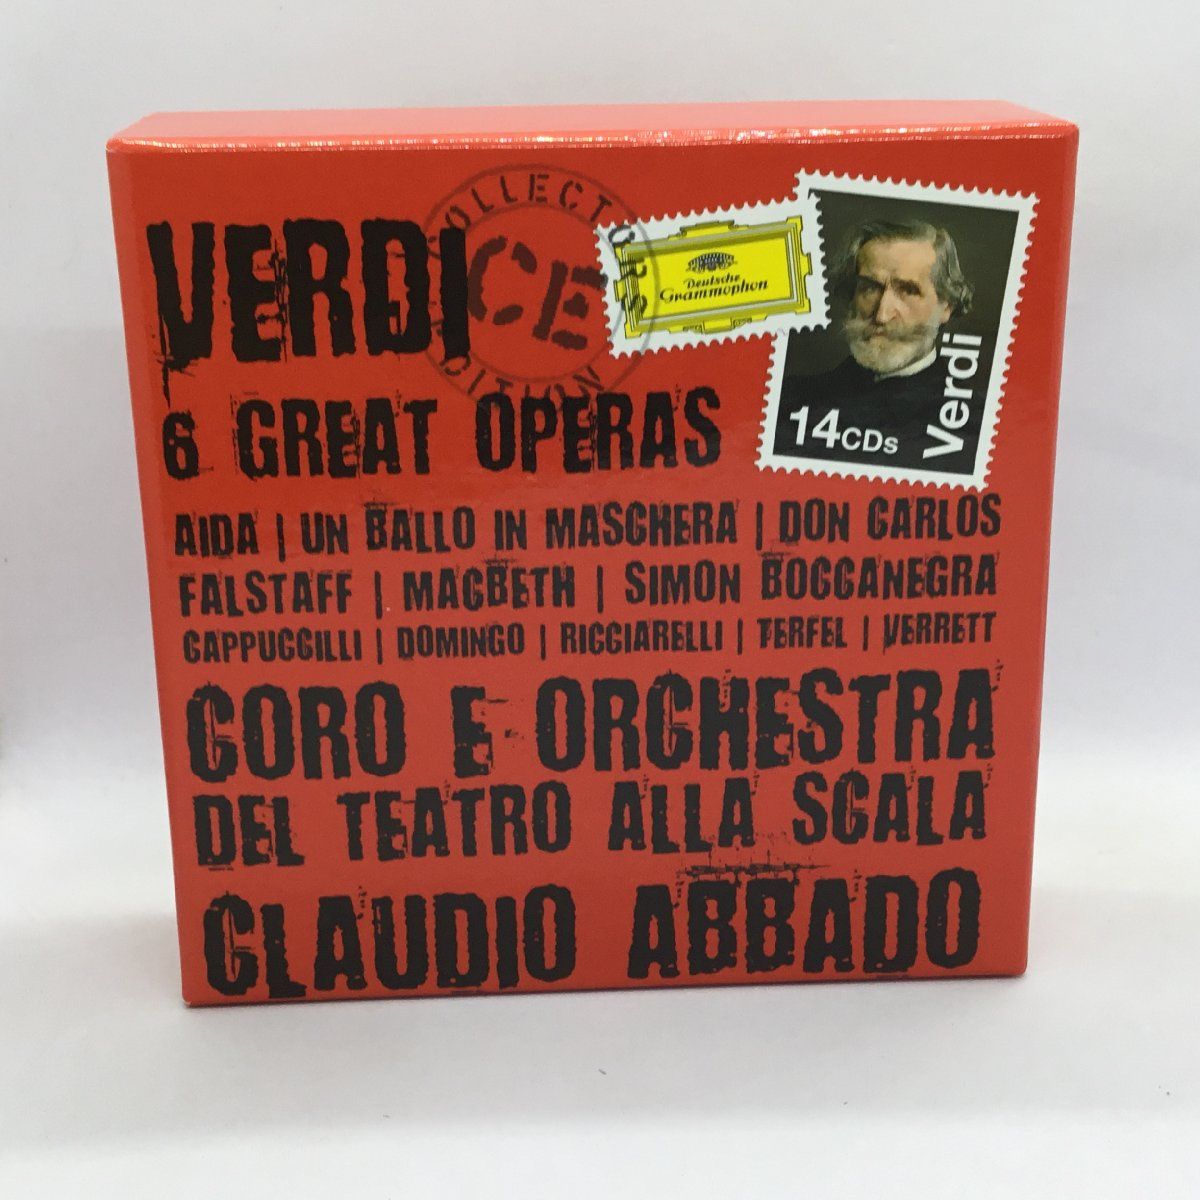 VERDI
COLLECTORS EDITION
CE
Deutsche
Grammophon
Verdi
14CDs
6 GREAT OPERAS
AIDA | UN BALLO IN MASCHERA | DON CARLOS
FALSTAFF | MACBETH | SIMON BOCCANEGRA
CAPPUCCILLI | DOMINGO | RICCIARELLI | TERFEL | VERRETT
CORO E ORCHESTRA
DEL TEATRO ALLA SCALA
CLAUDIO ABBADO